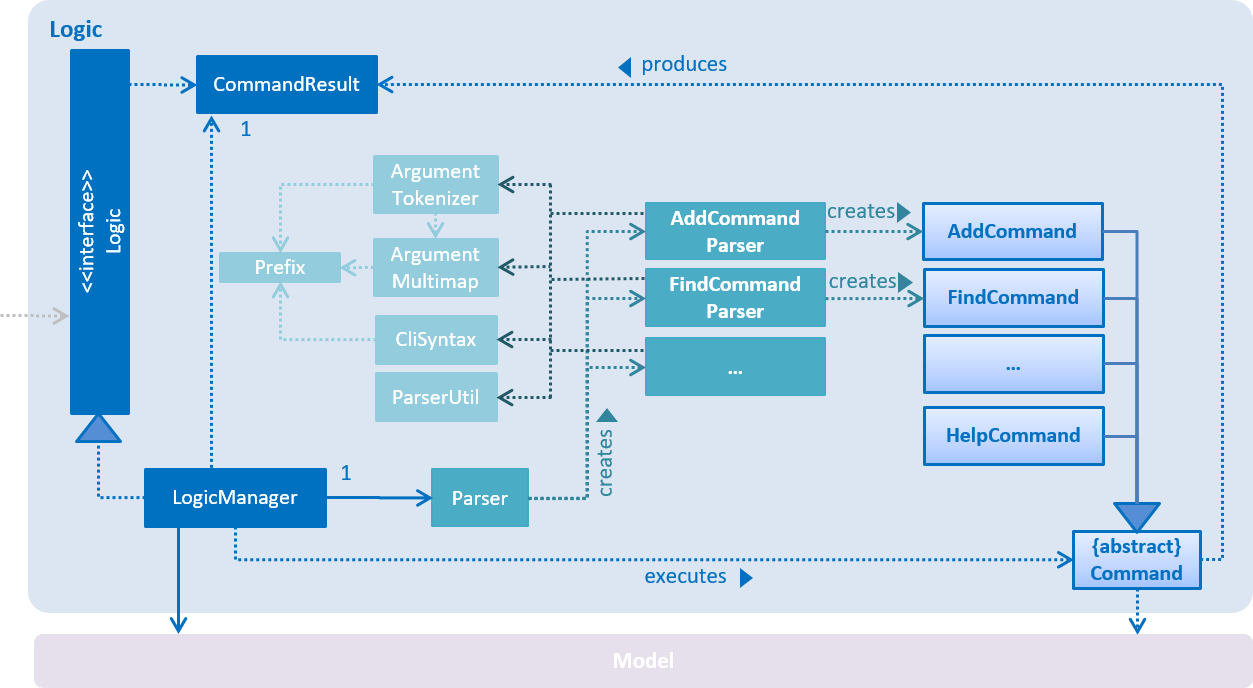 Logic
<<interface>>
Logic
CommandResult
produces
1
Argument
Tokenizer
Argument
Multimap
Prefix
CliSyntax
ParserUtil
AddCommand
Parser
FindCommand
Parser
...
creates
creates
AddCommand
FindCommand
...
HelpCommand
creates
LogicManager
1
Parser
executes
{abstract}
Command
Model